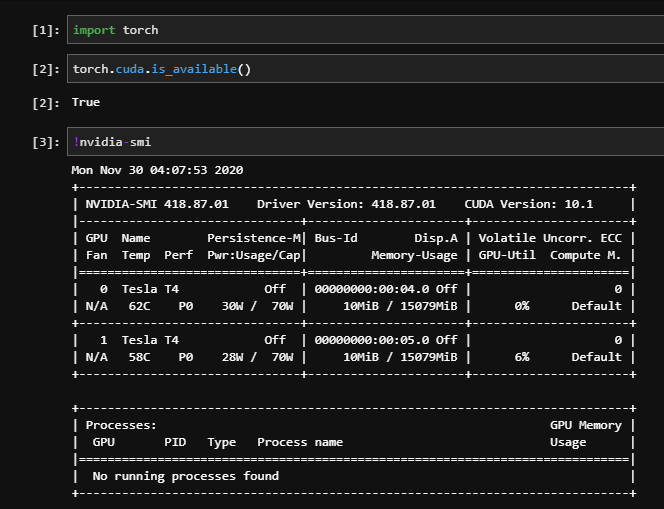 [1]: import torch
[2]: torch.cuda.is_available()
[2]: True
[3]: !nvidia-smi
Mon Nov 30 04:07:53 2020
+-----------------------------------------------------------------------------+
| NVIDIA-SMI 418.87.01    Driver Version: 418.87.01    CUDA Version: 10.1     |
|-------------------------------+----------------------+----------------------+
| GPU  Name        Persistence-M| Bus-Id        Disp.A | Volatile Uncorr. ECC |
| Fan  Temp  Perf  Pwr:Usage/Cap|         Memory-Usage | GPU-Util  Compute M. |
|===============================+======================+======================|
|   0  Tesla T4            Off  | 00000000:00:04.0 Off |                    0 |
| N/A   62C    P0    30W /  70W |     10MiB / 15079MiB |      0%      Default |
+-------------------------------+----------------------+----------------------+
|   1  Tesla T4            Off  | 00000000:00:05.0 Off |                    0 |
| N/A   58C    P0    28W /  70W |     10MiB / 15079MiB |      6%      Default |
+-------------------------------+----------------------+----------------------+
+-----------------------------------------------------------------------------+
| Processes:                                                       GPU Memory |
|  GPU       PID   Type   Process name                             Usage      |
|=============================================================================|
|  No running processes found                                                 |
+-----------------------------------------------------------------------------+